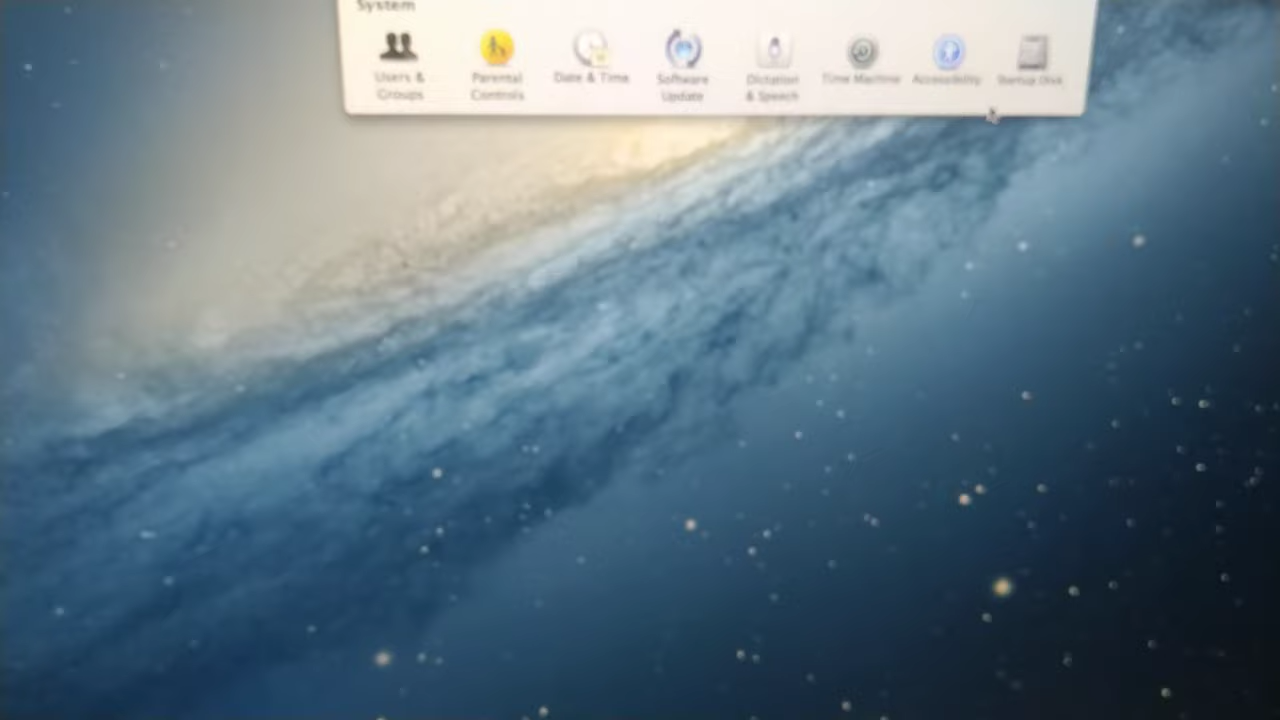 System
Users & Groups
Parental Controls
Date & Time
Software Update
Dictation & Speech
Time Machine
Accessibility
Startup Disk